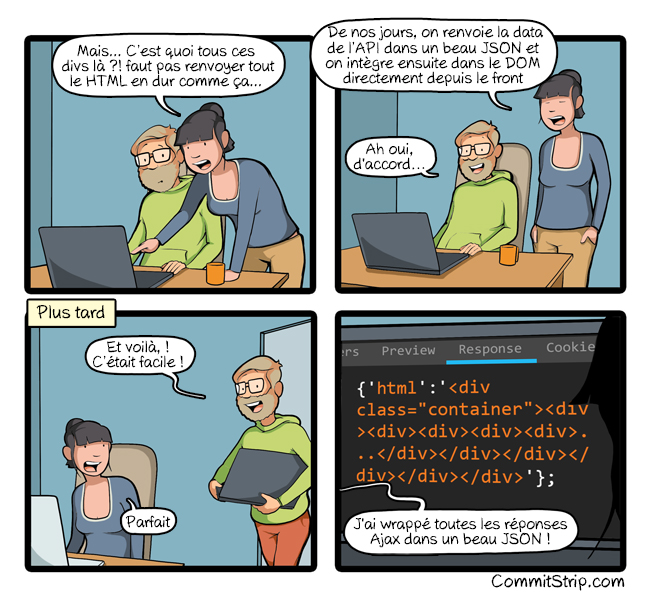 Mais... C'est quoi tous ces
divs là ?! faut pas renvoyer tout
le HTML en dur comme ça...
De nos jours, on renvoie la data
de l'API dans un beau JSON et
on intègre ensuite dans le DOM
directement depuis le front
Ah oui,
d'accord...
Plus tard
Et voilà, !
C'était facile !
Parfait
ers Preview Response Cookie
{'html':'<div
class="container"><div
><div><div><div><div>.
..</div></div></div></
div></div></div>'};
J'ai wrappé toutes les réponses
Ajax dans un beau JSON !
CommitStrip.com